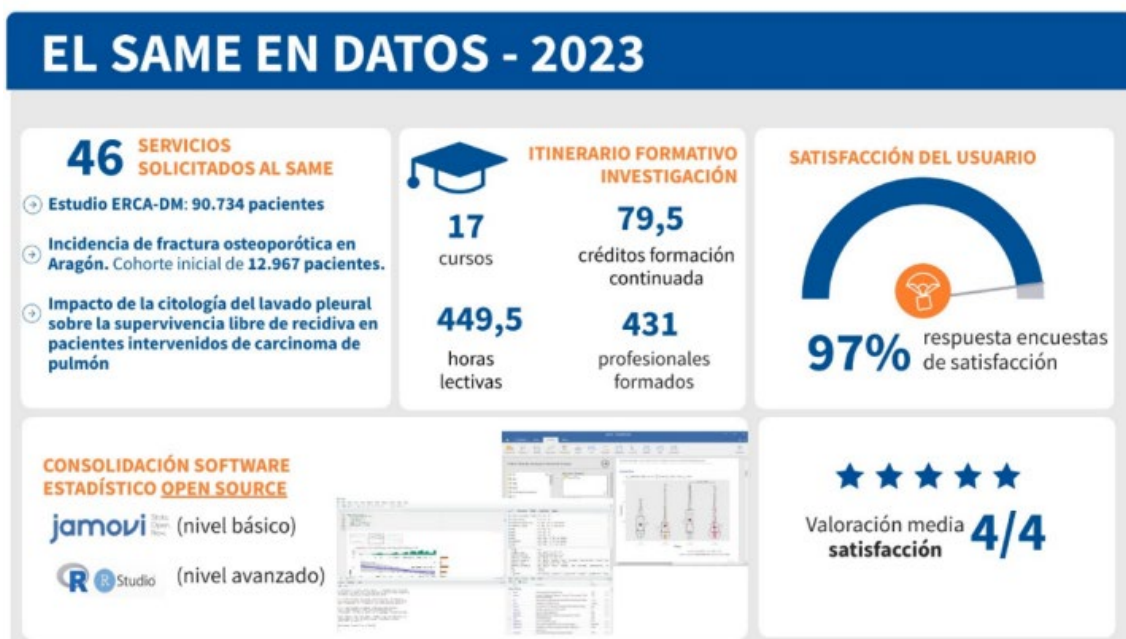 EL SAME EN DATOS - 2023
46 SERVICIOS
SOLICITADOS AL SAME
Estudio ERCA-DM: 90.734 pacientes
Incidencia de fractura osteoporótica en
Aragón. Cohorte inicial de 12.967 pacientes.
Impacto de la citología del lavado pleural
sobre la supervivencia libre de recidiva en
pacientes intervenidos de carcinoma de
pulmón
ITINERARIO FORMATIVO
INVESTIGACIÓN
17
cursos
79,5
créditos formación
continuada
449,5
horas
lectivas
431
profesionales
formados
SATISFACCIÓN DEL USUARIO
97% respuesta encuestas
de satisfacción
CONSOLIDACIÓN SOFTWARE
ESTADÍSTICO OPEN SOURCE
jamovi Stats. Open. Now. (nivel básico)
R R Studio (nivel avanzado)
Valoración media
satisfacción 4/4